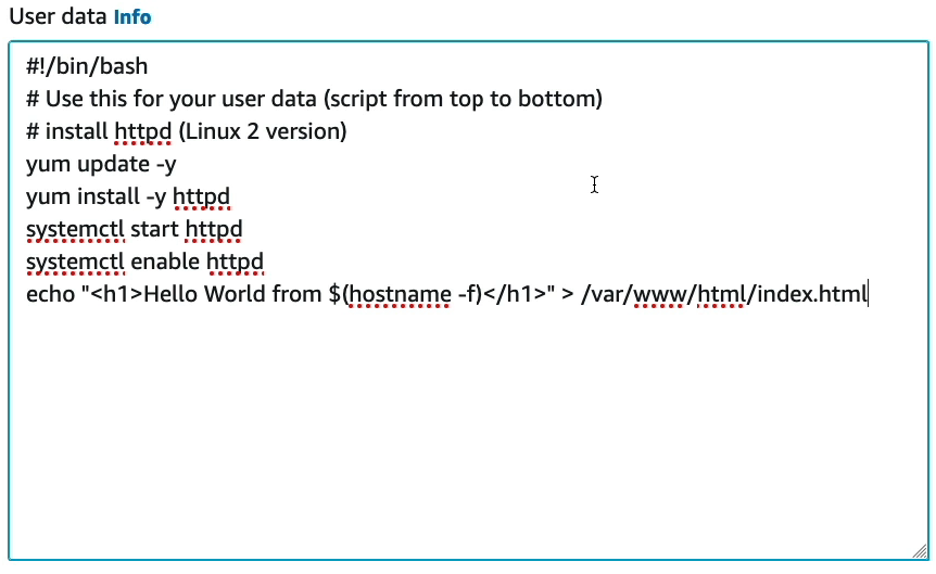 User data Info
#!/bin/bash
# Use this for your user data (script from top to bottom)
# install httpd (Linux 2 version)
yum update -y
yum install -y httpd
systemctl start httpd
systemctl enable httpd
echo "<h1>Hello World from $(hostname -f)</h1>" > /var/www/html/index.html